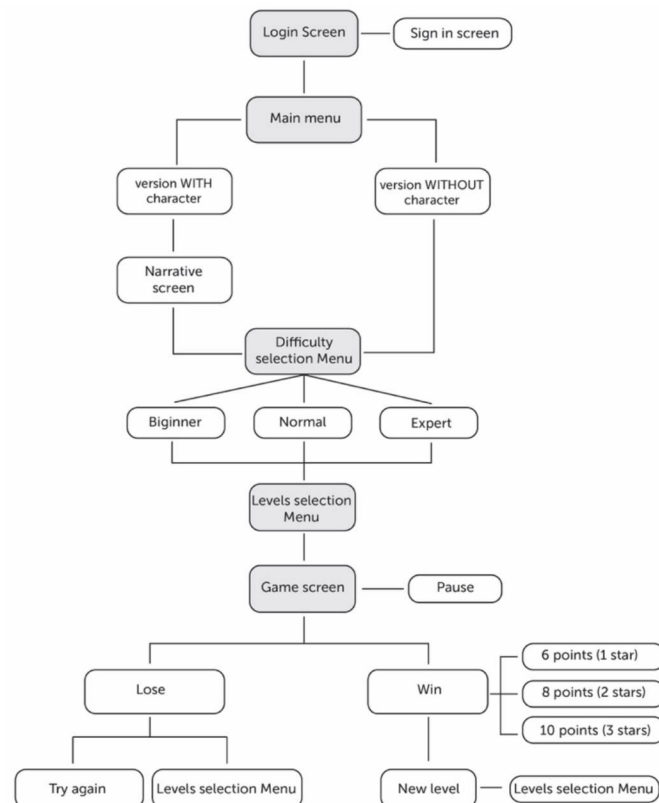 Login Screen
Sign in screen
Main menu
version WITH
character
version WITHOUT
character
Narrative
screen
Difficulty
selection Menu
Biginner
Normal
Expert
Levels selection
Menu
Game screen
Pause
Lose
Win
6 points (1 star)
8 points (2 stars)
10 points (3 stars)
Try again
Levels selection Menu
New level
Levels selection Menu